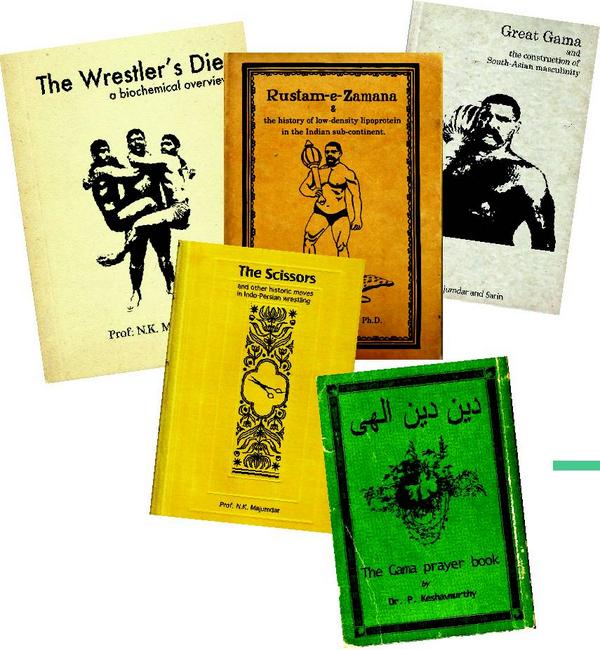 The Wrestler's Die
a biochemical overview
Prof: N.K. M
Rustam-e-Zamana
&
the history of low-density lipoprotein
in the Indian sub-continent.
Ph.D.
Great Gama
and
the construction of
South-Asian masculinity
jumdar and Sarin
The Scissors
and other historic moves
in Indo-Persian wrestling
Prof. N.K. Majumdar
دین دین الهی
The Gama prayer book
by
Dr. P. Keshavmurthy